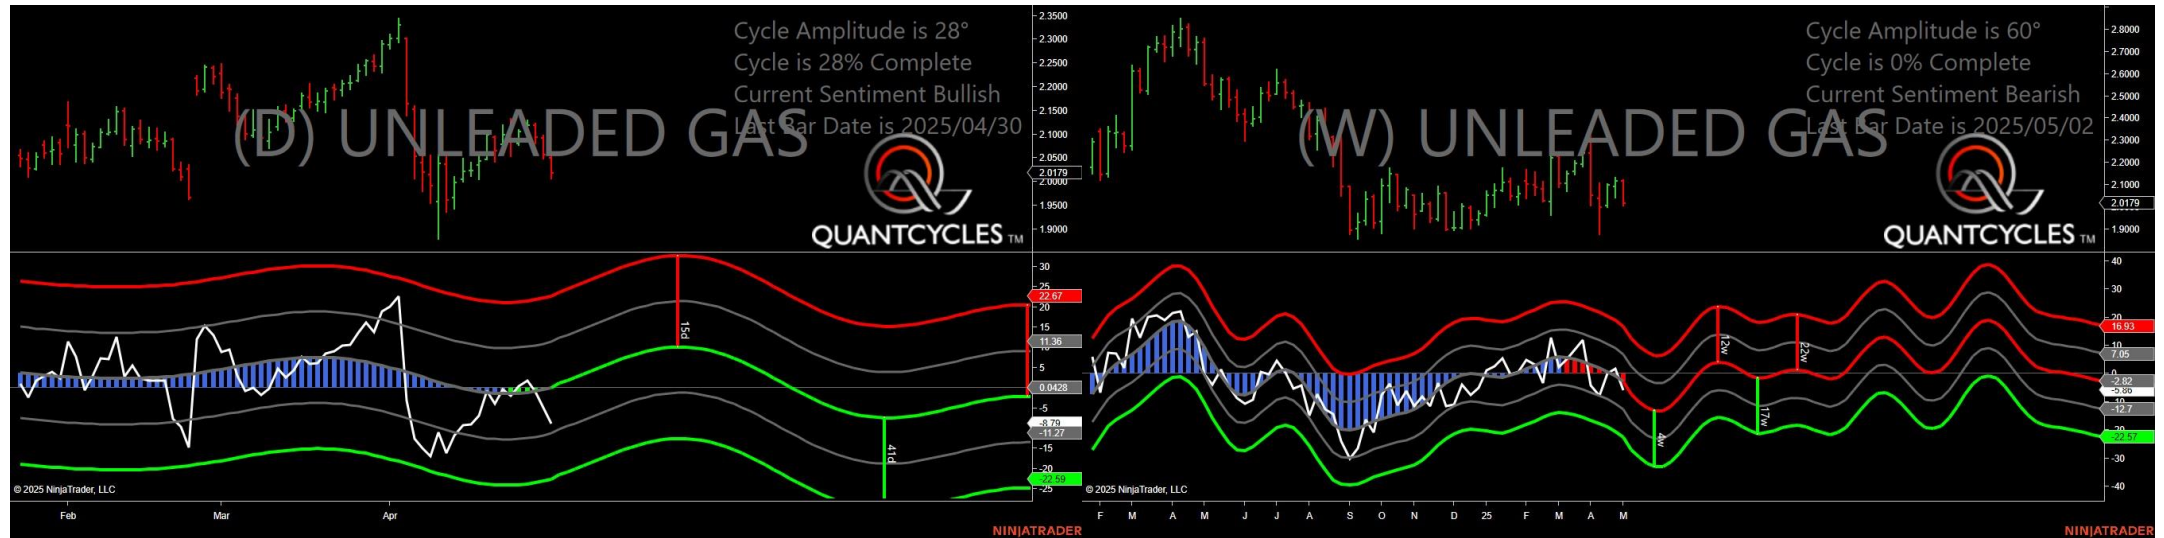 Cycle Amplitude is 28°
Cycle is 28% Complete
Current Sentiment Bullish
Last Bar Date is 2025/04/30
(D) UNLEADED GAS
QUANTCYCLES TM
2.3500
2.3000
2.2500
2.2000
2.1500
2.1000
2.0500
2.0179
2.0000
1.9500
1.9000
30
25
22.67
20
15
11.36
10
5
0.0428
-5
-8.79
-11.27
-15
-20
-22.59
-25
15d
41d
© 2025 NinjaTrader, LLC
Feb Mar Apr
NINJATRADER
Cycle Amplitude is 60°
Cycle is 0% Complete
Current Sentiment Bearish
Last Bar Date is 2025/05/02
(W) UNLEADED GAS
QUANTCYCLES TM
2.8000
2.7000
2.6000
2.5000
2.4000
2.3000
2.2000
2.1000
2.0179
1.9000
40
30
20
16.93
10
7.05
0
-2.82
-5.86
-12.7
-20
-22.57
-30
-40
12w
22w
4w
17w
© 2025 NinjaTrader, LLC
F M A M J J A S O N D 25 F M A M
NINJATRADER